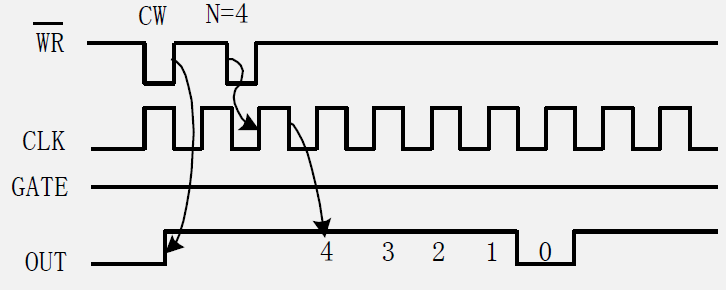 CW N=4
WR
CLK
GATE
4 3 2 1 0
OUT